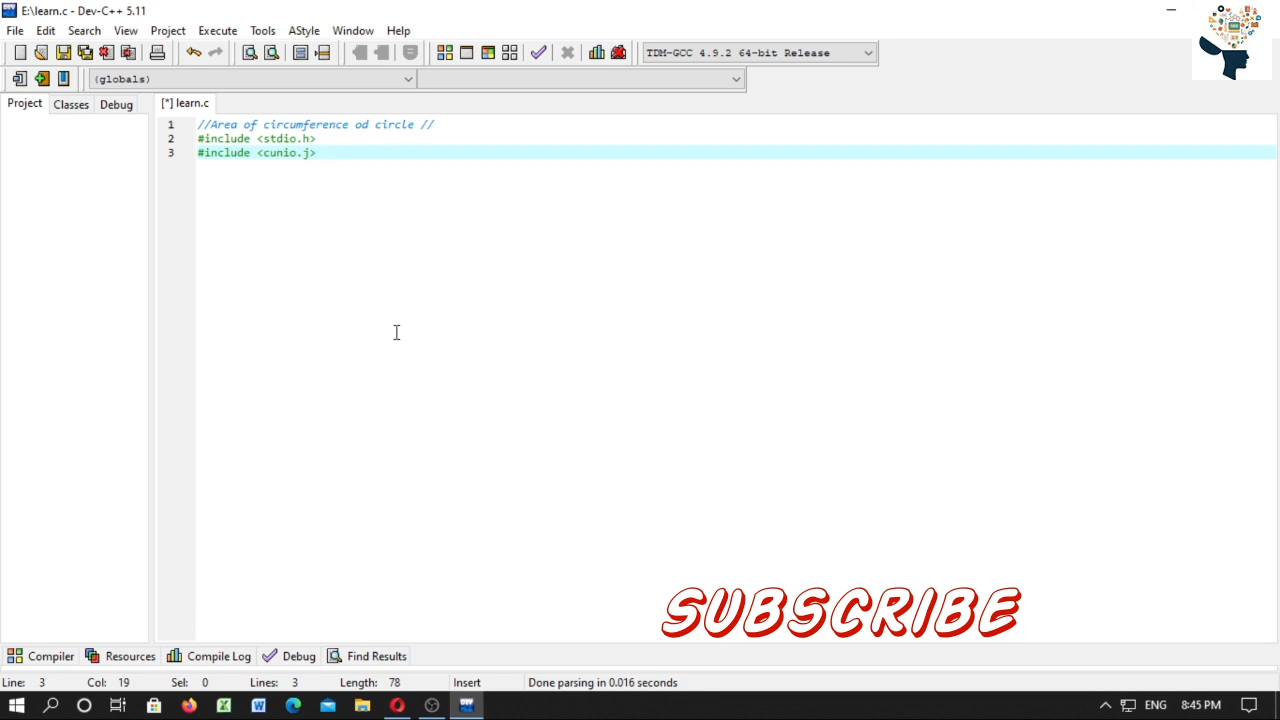 E:\learn.c - Dev-C++ 5.11
File Edit Search View Project Execute Tools AStyle Window Help
TDM-GCC 4.9.2 64-bit Release
(globals)
Project Classes Debug
[*] learn.c
1 //Area of circumference od circle //
2 #include <stdio.h>
3 #include <cunio.j>
SUBSCRIBE
Compiler Resources Compile Log Debug Find Results
Line: 3 Col: 19 Sel: 0 Lines: 3 Length: 78 Insert Done parsing in 0.016 seconds
ENG 8:45 PM